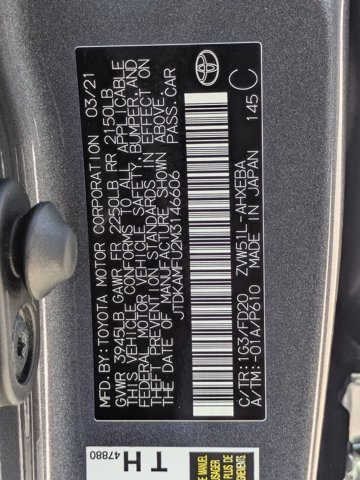 MFD. BY: TOYOTA MOTOR CORPORATION 03/21
GVWR 3945LB GAWR FR 2250LB RR 2150LB
THIS VEHICLE CONFORMS TO ALL APPLICABLE
FEDERAL MOTOR VEHICLE SAFETY, BUMPER, AND
THEFT PREVENTION STANDARDS IN EFFECT
ON THE DATE OF MANUFACTURE SHOWN ABOVE.
JTDKAMFU2M3146606 PASS.CAR
TOYOTA
C/TR:1G3/FD20 ZVW51L-AHXEBA
A/TM:-01A/P610 MADE IN JAPAN 145 C
TH
47880